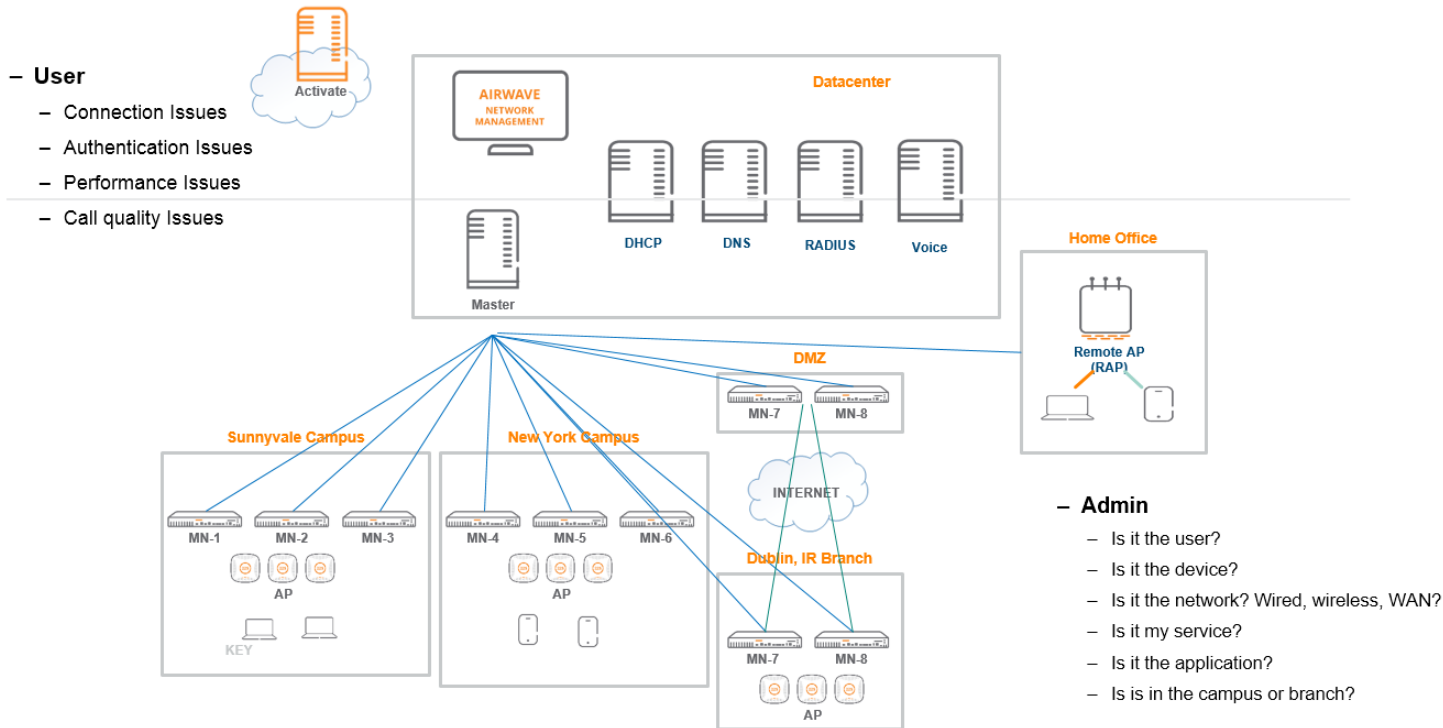 – User
– Connection Issues
– Authentication Issues
– Performance Issues
– Call quality Issues
Activate
Datacenter
AIRWAVE
NETWORK
MANAGEMENT
DHCP
DNS
RADIUS
Voice
Master
Home Office
Remote AP
(RAP)
DMZ
MN-7
MN-8
Sunnyvale Campus
MN-1
MN-2
MN-3
AP
KEY
New York Campus
MN-4
MN-5
MN-6
AP
INTERNET
Dublin, IR Branch
MN-7
MN-8
AP
– Admin
– Is it the user?
– Is it the device?
– Is it the network? Wired, wireless, WAN?
– Is it my service?
– Is it the application?
– Is is in the campus or branch?